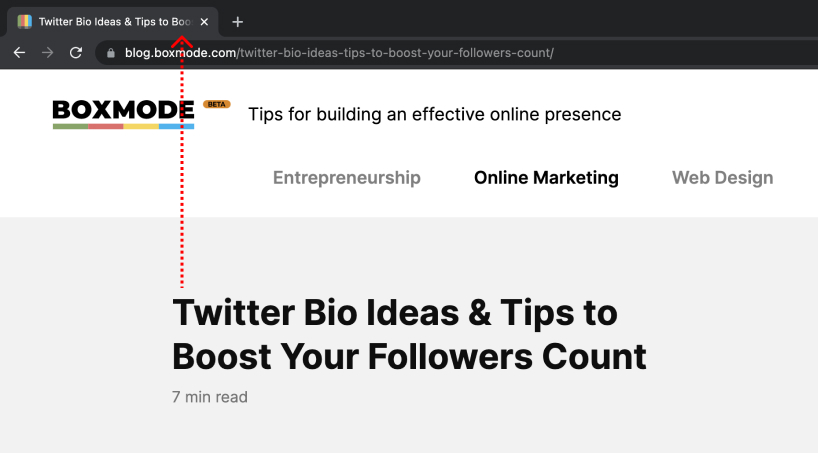 Twitter Bio Ideas & Tips to Boo
blog.boxmode.com/twitter-bio-ideas-tips-to-boost-your-followers-count/
BOXMODE BETA Tips for building an effective online presence
Entrepreneurship Online Marketing Web Design
Twitter Bio Ideas & Tips to
Boost Your Followers Count
7 min read